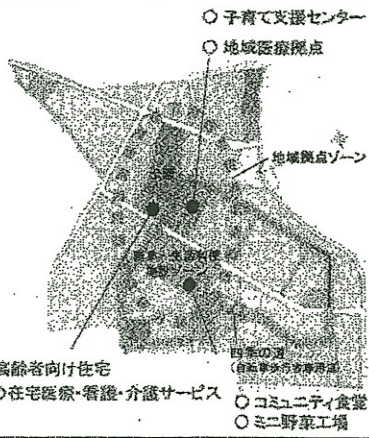 ○ 子育て支援センター
○ 地域医療拠点
地域拠点ゾーン
高齢者向け住宅
○在宅医療・看護・介護サービス
四季の道
(自転車歩行者専用道)
○ コミュニティ食堂
○ ミニ野菜工場